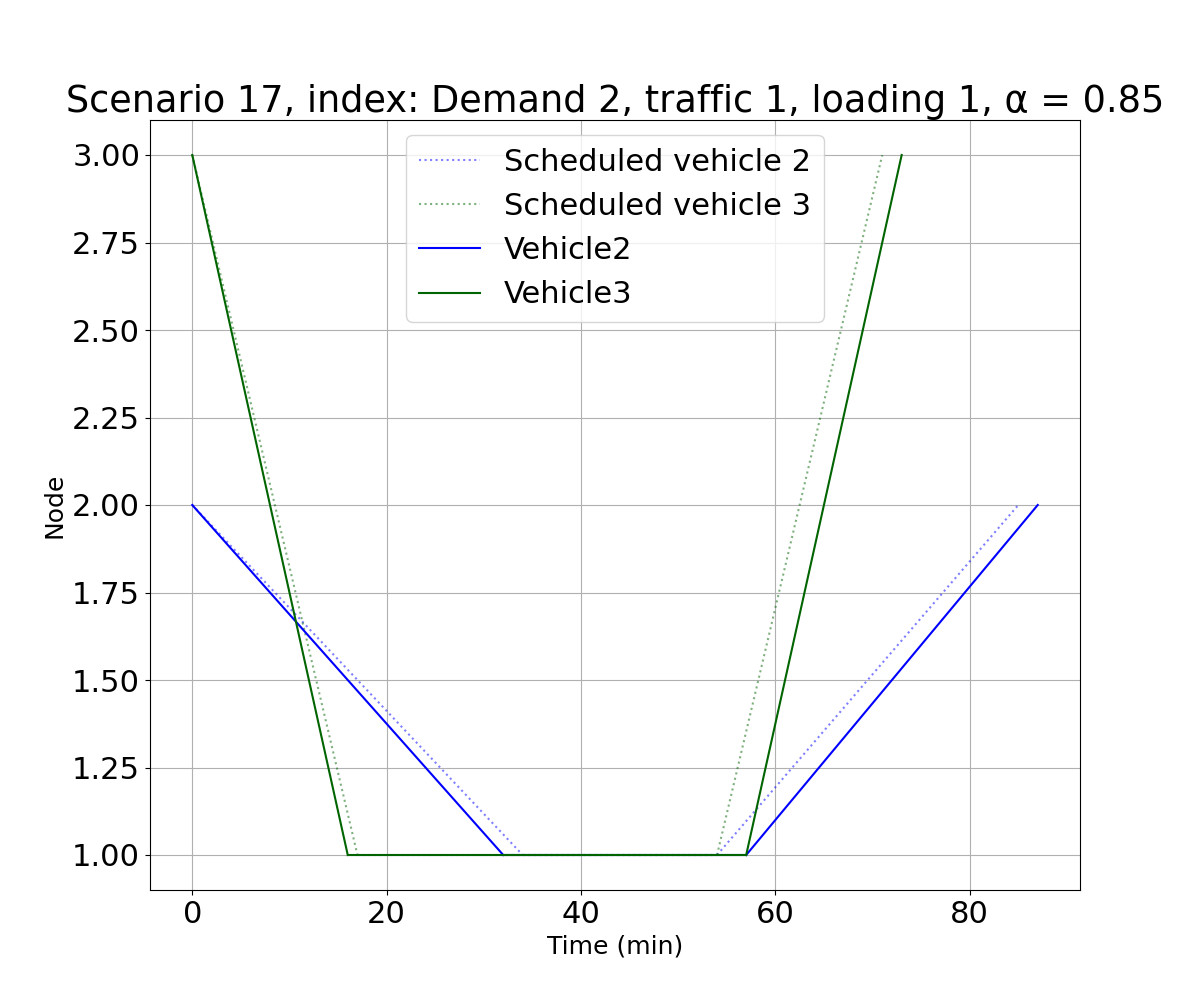 Scenario 17, index: Demand 2, traffic 1, loading 1, α = 0.85
Scheduled vehicle 2
Scheduled vehicle 3
Vehicle2
Vehicle3
3.00
2.75
2.50
2.25
2.00
1.75
1.50
1.25
1.00
Node
0 20 40 60 80
Time (min)